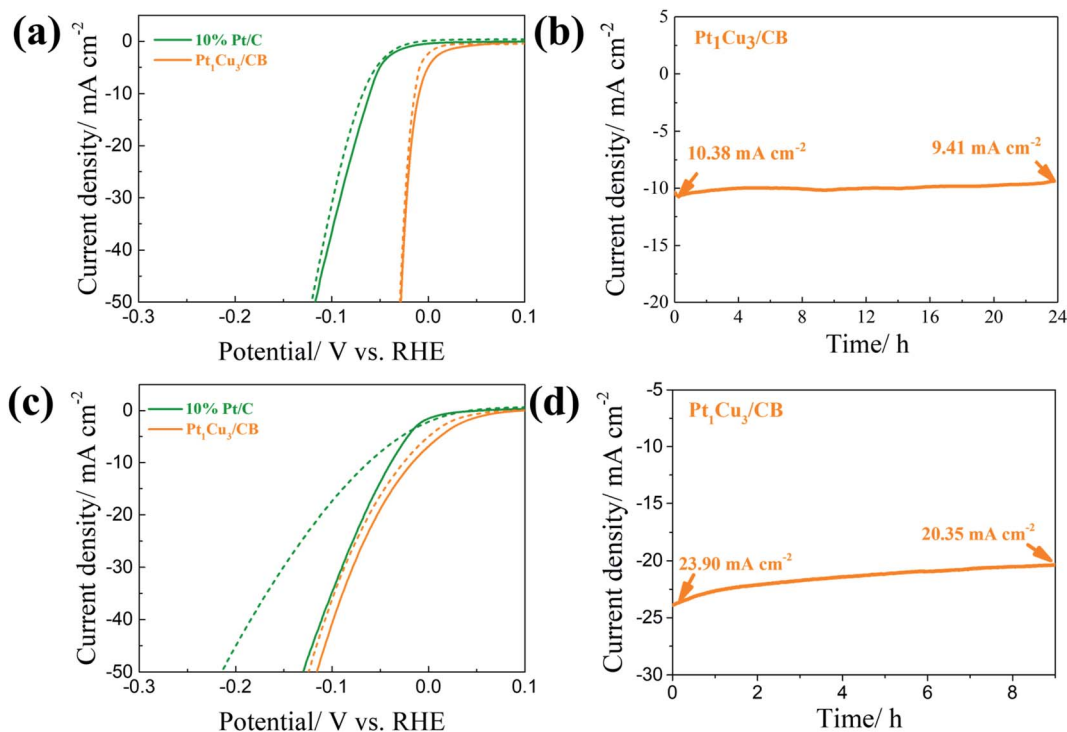 (a)
Current density/ mA cm⁻²
5
0
-10
-20
-30
-40
-50
10% Pt/C
Pt₁Cu₃/CB
-0.3
-0.2
-0.1
0.0
0.1
Potential/ V vs. RHE
(b)
Current density/ mA cm⁻²
5
0
-5
-10
-15
-20
Pt₁Cu₃/CB
10.38 mA cm⁻²
9.41 mA cm⁻²
0
4
8
12
16
20
24
Time/ h
(c)
Current density/ mA cm⁻²
0
-10
-20
-30
-40
-50
10% Pt/C
Pt₁Cu₃/CB
-0.3
-0.2
-0.1
0.0
0.1
Potential/ V vs. RHE
(d)
Current density/ mA cm⁻²
-5
-10
-15
-20
-25
-30
Pt₁Cu₃/CB
23.90 mA cm⁻²
20.35 mA cm⁻²
0
2
4
6
8
Time/ h